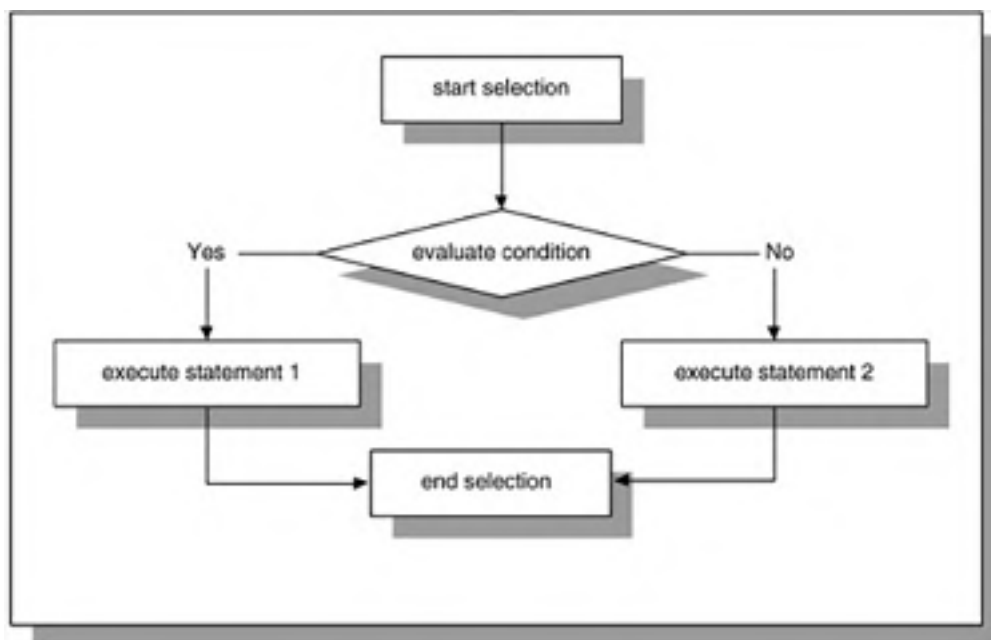 start selection
evaluate condition
Yes
No
execute statement 1
execute statement 2
end selection